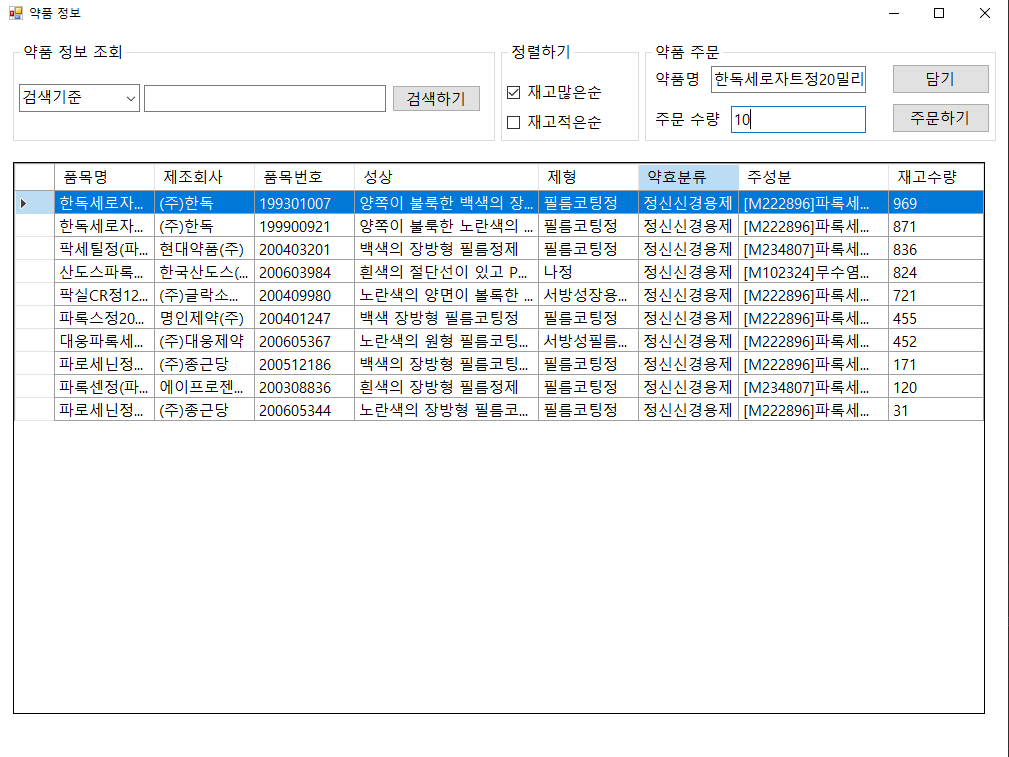 약품 정보
약품 정보 조회
검색기준
검색하기
정렬하기
재고많은순
재고적은순
약품 주문
약품명 한독세로자트정20밀리 담기
주문 수량 10 주문하기
품목명 제조회사 품목번호 성상 제형 약효분류 주성분 재고수량
한독세로자... (주)한독 199301007 양쪽이 볼록한 백색의 장... 필름코팅정 정신신경용제 [M222896]파록세... 969
한독세로자... (주)한독 199900921 양쪽이 볼록한 노란색의 ... 필름코팅정 정신신경용제 [M222896]파록세... 871
팍세틸정(파... 현대약품(주) 200403201 백색의 장방형 필름정제 필름코팅정 정신신경용제 [M234807]파록세... 836
산도스파록... 한국산도스(... 200603984 흰색의 절단선이 있고 P... 나정 정신신경용제 [M102324]무수염... 824
팍실CR정12... (주)글락소... 200409980 노란색의 양면이 볼록한 ... 서방성장용... 정신신경용제 [M222896]파록세... 721
파록스정20... 명인제약(주) 200401247 백색 장방형 필름코팅정 필름코팅정 정신신경용제 [M222896]파록세... 455
대웅파록세... (주)대웅제약 200605367 노란색의 원형 필름코팅... 서방성필름... 정신신경용제 [M222896]파록세... 452
파로세닌정... (주)종근당 200512186 백색의 장방형 필름코팅... 필름코팅정 정신신경용제 [M222896]파록세... 171
파록센정(파... 에이프로젠... 200308836 흰색의 장방형 필름정제 필름코팅정 정신신경용제 [M234807]파록세... 120
파로세닌정... (주)종근당 200605344 노란색의 장방형 필름코... 필름코팅정 정신신경용제 [M222896]파록세... 31